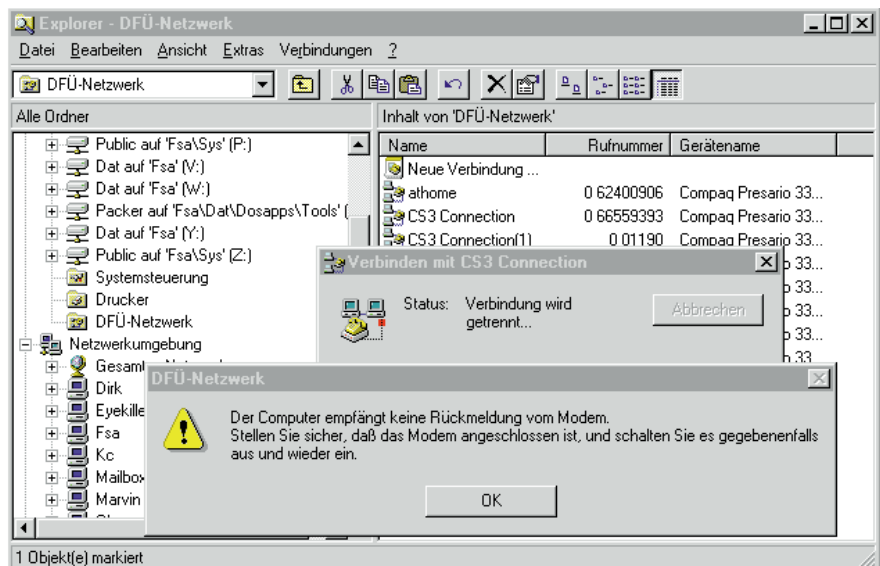 Explorer - DFÜ-Netzwerk
Datei Bearbeiten Ansicht Extras Verbindungen ?
DFÜ-Netzwerk
Alle Ordner
Inhalt von 'DFÜ-Netzwerk'
Public auf 'Fsa\Sys' (P:)
Dat auf 'Fsa' (V:)
Dat auf 'Fsa' (W:)
Packer auf 'Fsa\Dat\Dosapps\Tools' (
Dat auf 'Fsa' (Y:)
Public auf 'Fsa\Sys' (Z:)
Systemsteuerung
Drucker
DFÜ-Netzwerk
Netzwerkumgebung
Dirk
Eyekille
Fsa
Kc
Mailbox
Marvin
Name Rufnummer Gerätename
Neue Verbindung ...
athome 0 62400906 Compaq Presario 33...
CS3 Connection 0 66559393 Compaq Presario 33...
CS3 Connection(1) 0 01190 Compaq Presario 33...
33...
33...
33...
33...
33
Verbinden mit CS3 Connection
Status: Verbindung wird
getrennt...
Abbrechen
DFÜ-Netzwerk
Der Computer empfängt keine Rückmeldung vom Modem.
Stellen Sie sicher, daß das Modem angeschlossen ist, und schalten Sie es gegebenenfalls
aus und wieder ein.
OK
1 Objekt(e) markiert